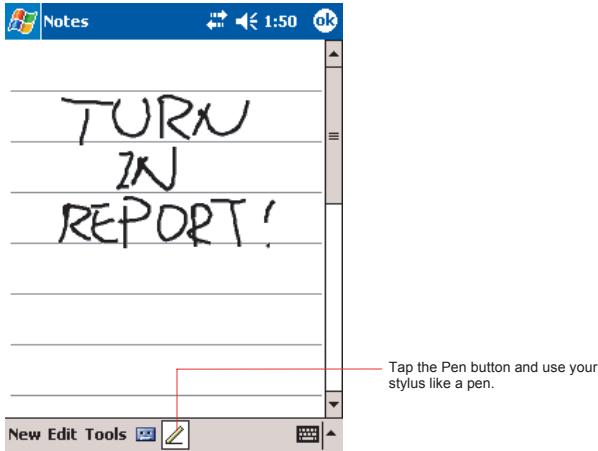 Notes 1:50 ok
TURN
IN
REPORT!
Tap the Pen button and use your
stylus like a pen.
New Edit Tools